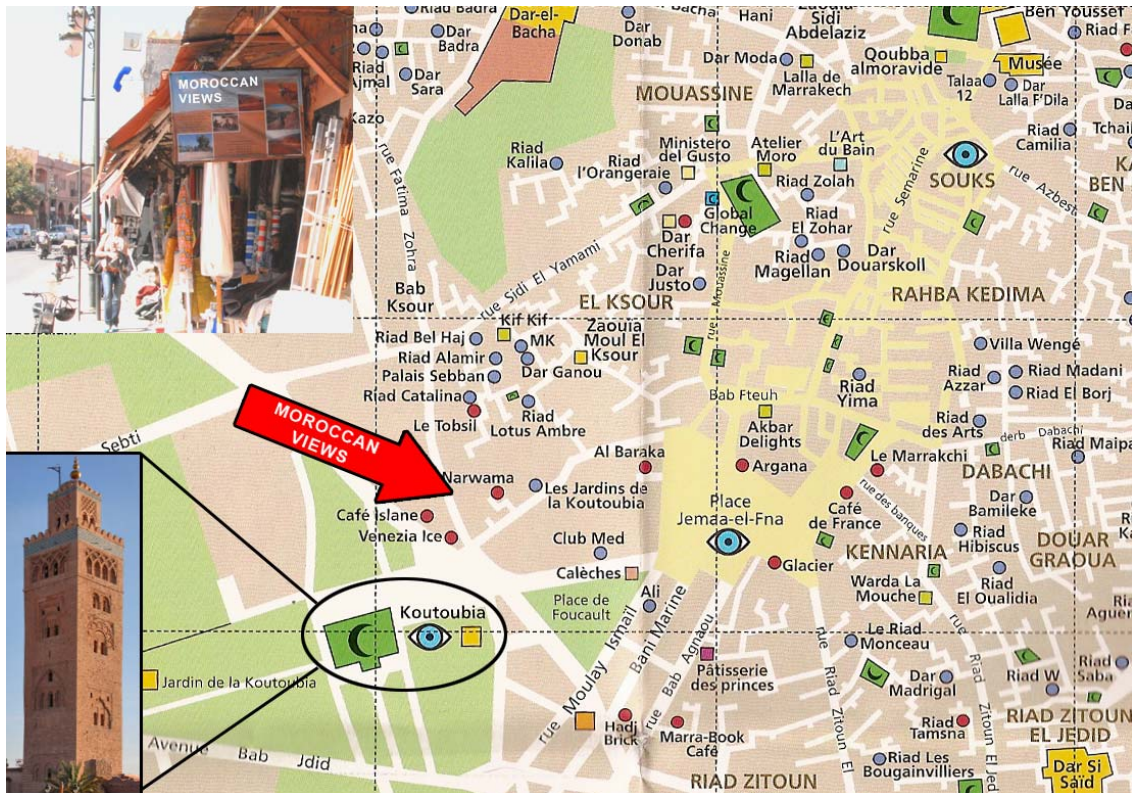 MOROCCAN
VIEWS
Riad Badra
Dar
Badra
Riad
Ajmal
Dar
Sara
Kazo
Dar-el-
Bacha
Dar
Donab
Bacha
Hani
Zaouia
Sidi
Abdelaziz
Dar Moda
Lalla de
Marrakech
Qoubba
almoravide
Talaa
12
Ben Youssef
Musée
Dar
Lalla F'Dila
Riad
Camilia
MOUASSINE
Riad
Kalila
Riad
l'Orangeraie
Ministero
del Gusto
Atelier
Moro
L'Art
du Bain
Riad Zolah
Global
Change
Riad
El Zohar
Riad
Magellan
Dar
Douarskoll
Dar
Cherifa
Dar
Justo
SOUKS
rue Semarine
rue Azbest
BEN
RAHBA KEDIMA
rue Fatima Zohra
Bab
Ksour
rue Sidi El Yamami
EL KSOUR
rue Mouassine
Kif Kif
Riad Bel Haj
MK
Zaouia
Moul El
Ksour
Riad Alamir
Dar Ganou
Palais Sebban
Riad Catalina
Le Tobsil
Riad
Lotus Ambre
Bab Fteuh
Akbar
Delights
Riad
Yima
Villa Wengé
Riad
Azzar
Riad Madani
Riad El Borj
Riad
des Arts
derb Dabachi
DABACHI
Sebti
MOROCCAN
VIEWS
Narwama
Al Baraka
Les Jardins de
la Koutoubia
Café Islane
Venezia Ice
Argana
Le Marrakchi
Place
Jemaa-el-Fna
Café
de France
rue des banques
Dar
Bamileke
Riad
Hibiscus
DOUAR
GRAOUA
KENNARIA
Club Med
Calèches
Glacier
Place de
Foucault
Ali
Warda La
Mouche
Riad
El Oualidia
Koutoubia
Jardin de la Koutoubia
Avenue Bab Jdid
rue Moulay Ismaïl
Bani Marine
rue Bab Agnaou
Pâtisserie
des princes
Hadj
Brick
Marra-Book
Café
Le Riad
Monceau
Dar
Madrigal
Riad W
Riad
Saba
Riad
Tamsna
rue Riad Zitoun El
rue Riad Zitoun El Jed
RIAD ZITOUN
EL JEDID
Riad Les
Bougainvilliers
Dar Si
Saïd
RIAD ZITOUN